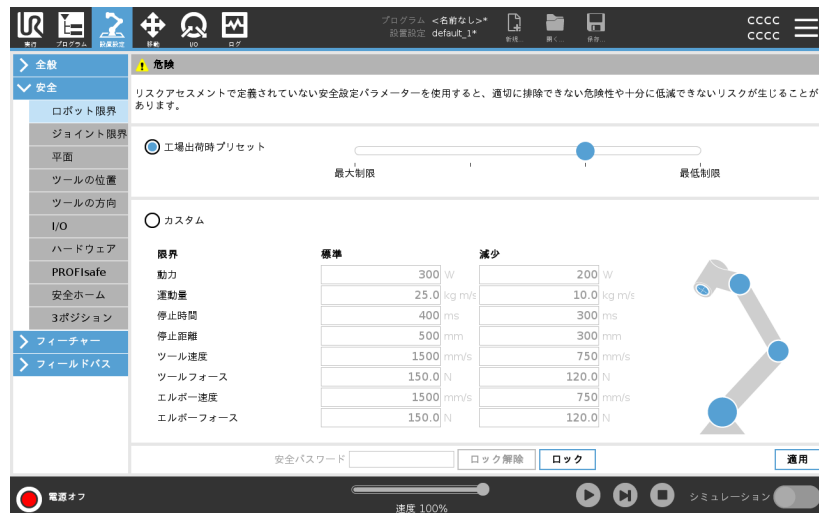 UR
実行
プログラム
設置設定
移動
I/O
ログ
プログラム <名前なし>*
設置設定 default_1*
新規...
開く...
保存...
CCCC
CCCC
全般
安全
ロボット限界
ジョイント限界
平面
ツールの位置
ツールの方向
I/O
ハードウェア
PROFIsafe
安全ホーム
3ポジション
フィーチャー
フィールドバス
危険
リスクアセスメントで定義されていない安全設定パラメーターを使用すると、適切に排除できない危険性や十分に低減できないリスクが生じることが
あります。
工場出荷時プリセット
最大制限 最低制限
カスタム
限界 標準 減少
動力 300 W 200 W
運動量 25.0 kg m/s 10.0 kg m/s
停止時間 400 ms 300 ms
停止距離 500 mm 300 mm
ツール速度 1500 mm/s 750 mm/s
ツールフォース 150.0 N 120.0 N
エルボー速度 1500 mm/s 750 mm/s
エルボーフォース 150.0 N 120.0 N
安全パスワード ロック解除 ロック 適用
電源オフ
速度 100%
シミュレーション